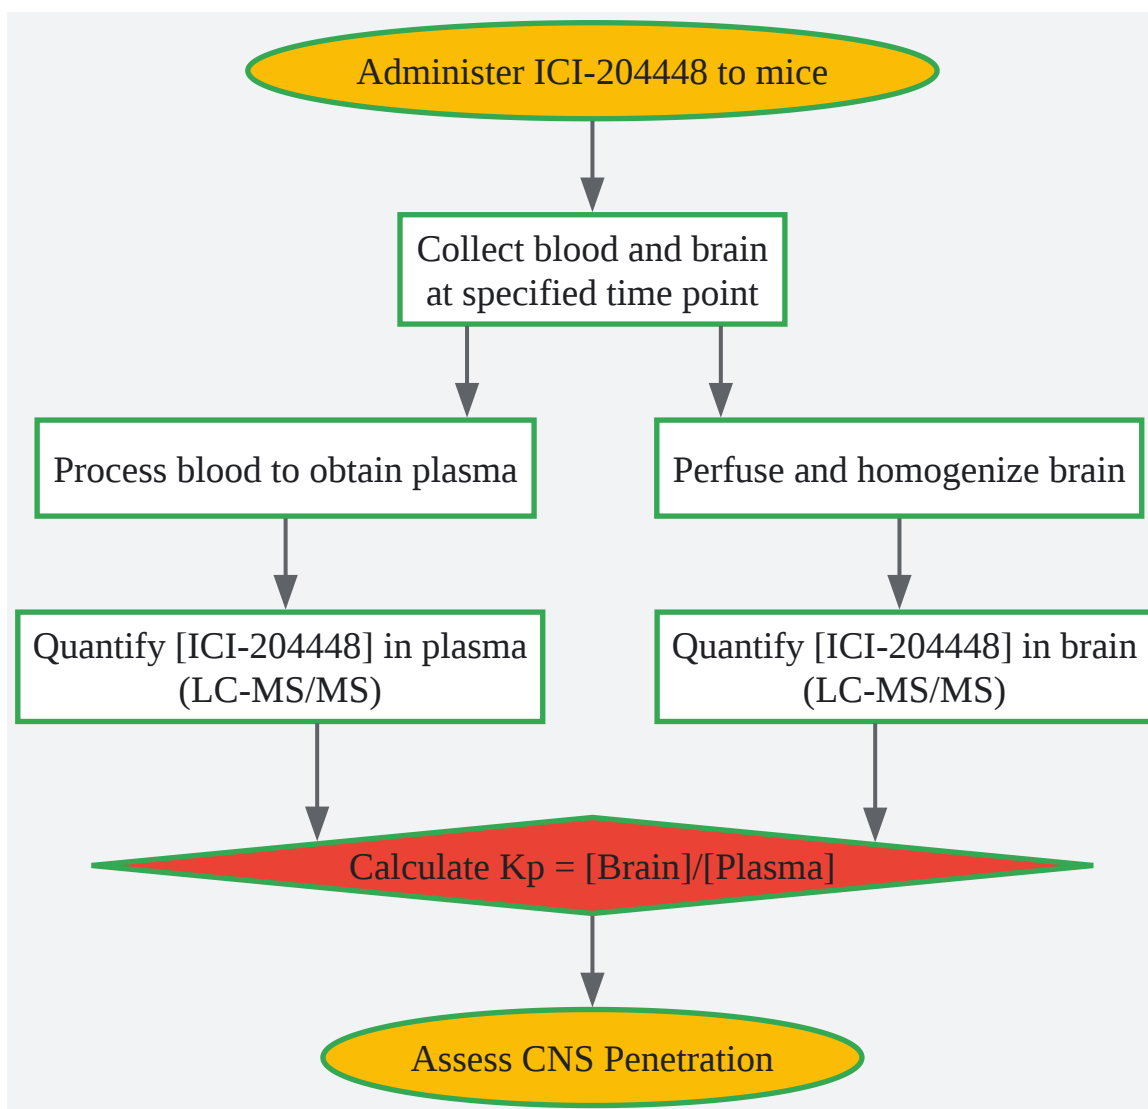 Administer ICI-204448 to mice
Collect blood and brain
at specified time point
Process blood to obtain plasma
Perfuse and homogenize brain
Quantify [ICI-204448] in plasma
(LC-MS/MS)
Quantify [ICI-204448] in brain
(LC-MS/MS)
Calculate Kp = [Brain]/[Plasma]
Assess CNS Penetration